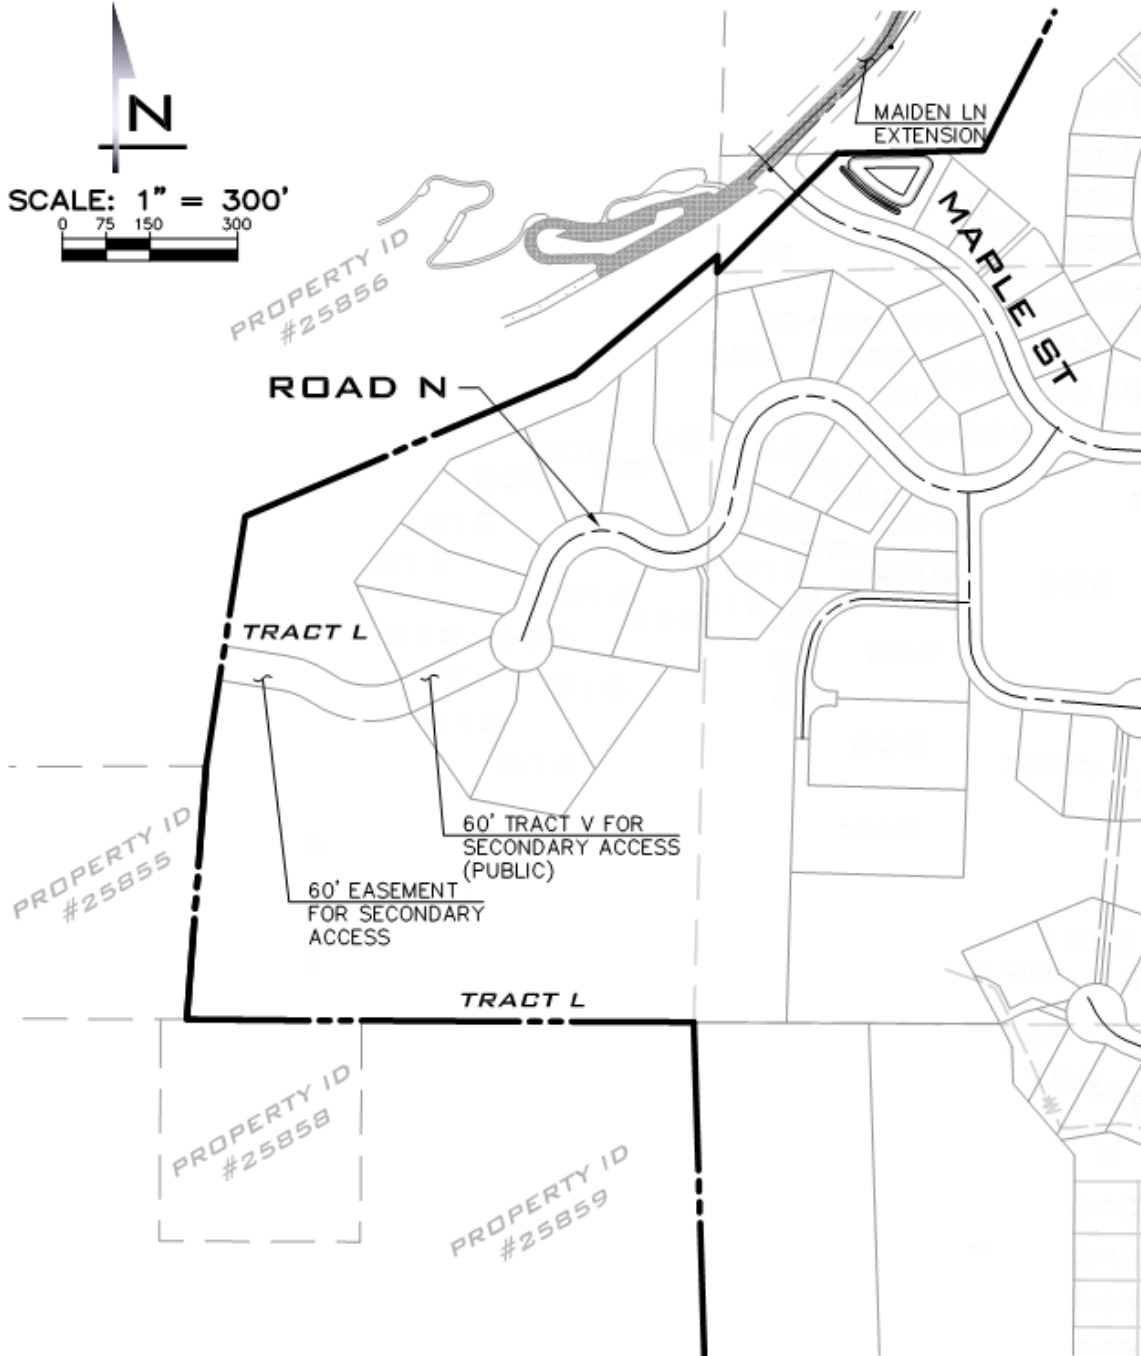 N
SCALE: 1" = 300'
0 75 150 300
MAIDEN LN
EXTENSION
MAPLE ST
PROPERTY ID
#25856
ROAD N
TRACT L
60' TRACT V FOR
SECONDARY ACCESS
(PUBLIC)
60' EASEMENT
FOR SECONDARY
ACCESS
PROPERTY ID
#25855
TRACT L
PROPERTY ID
#25858
PROPERTY ID
#25859